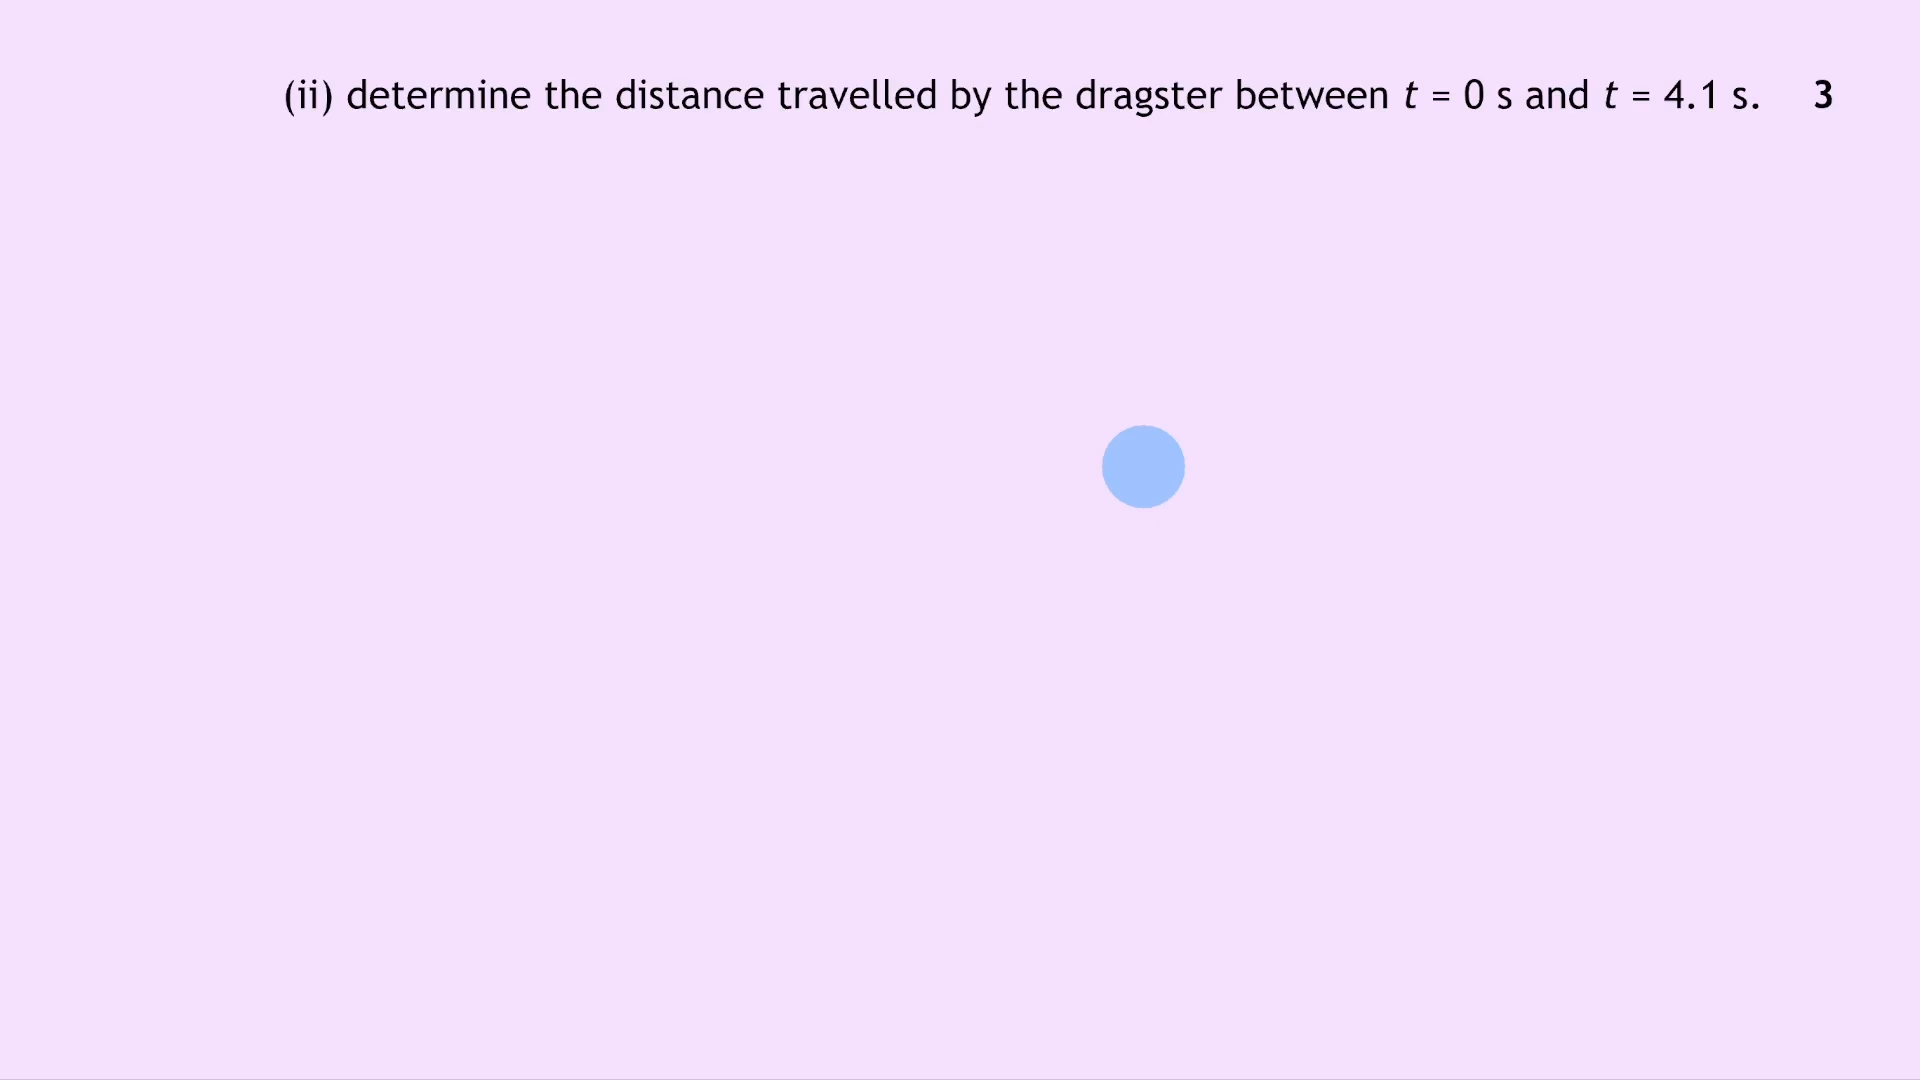 (ii) determine the distance travelled by the dragster between t = 0 s and t = 4.1 s. 3